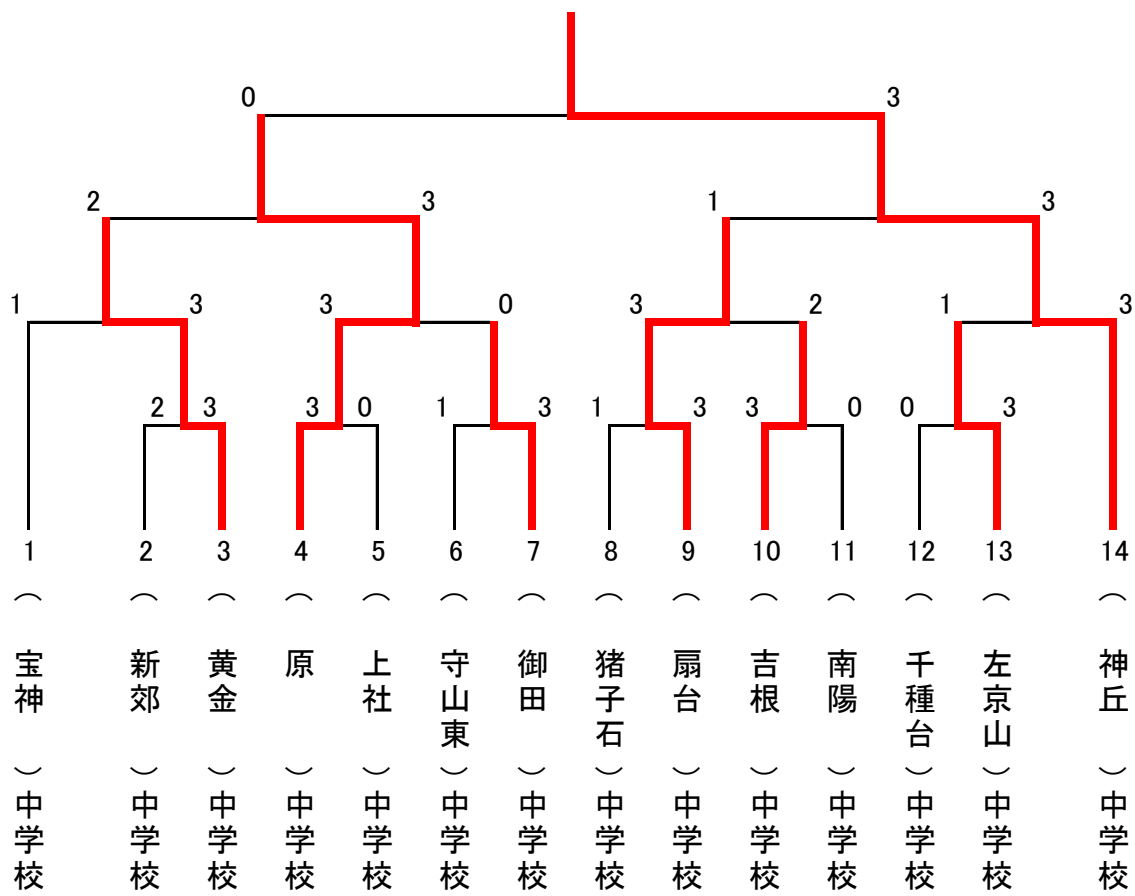 0 3
2 3 1 3
1 3 3 0 3 2 1 3
2 3 3 0 1 3 1 3 3 0 0 3
1 2 3 4 5 6 7 8 9 10 11 12 13 14
（宝神）中学校
（新郊）中学校
（黄金）中学校
（原）中学校
（上社）中学校
（守山東）中学校
（御田）中学校
（猪子石）中学校
（扇台）中学校
（吉根）中学校
（南陽）中学校
（千種台）中学校
（左京山）中学校
（神丘）中学校